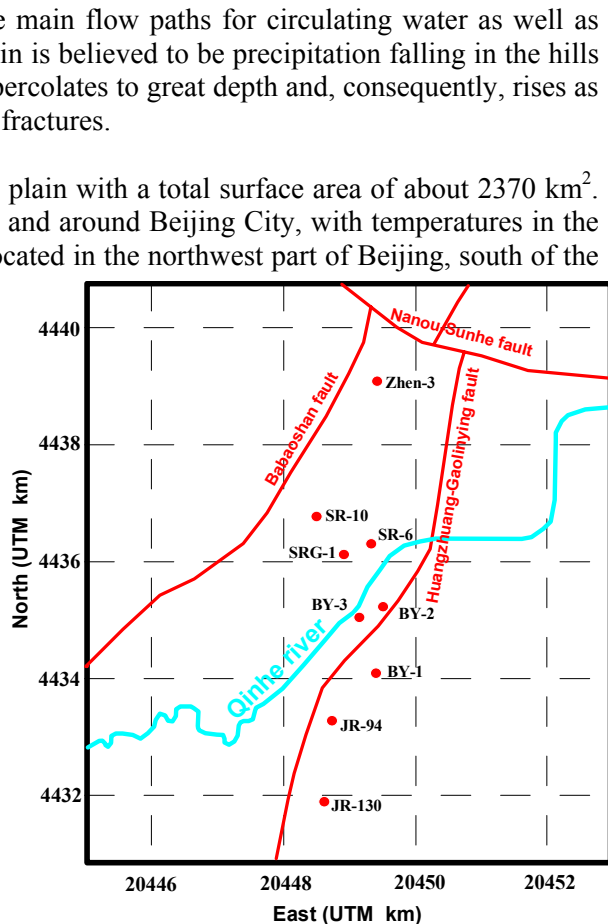 e main flow paths for circulating water as well as
in is believed to be precipitation falling in the hills
percolates to great depth and, consequently, rises as
fractures.
plain with a total surface area of about 2370 km².
and around Beijing City, with temperatures in the
ocated in the northwest part of Beijing, south of the
4440
Nanou-Sunhe fault
Zhen-3
Babaoshan fault
Huangzhuang-Gaolinying fault
4438
SR-10
SR-6
4436
SRG-1
North (UTM km)
BY-3
BY-2
Qinhe river
BY-1
4434
JR-94
4432
JR-130
20446
20448
20450
20452
East (UTM km)